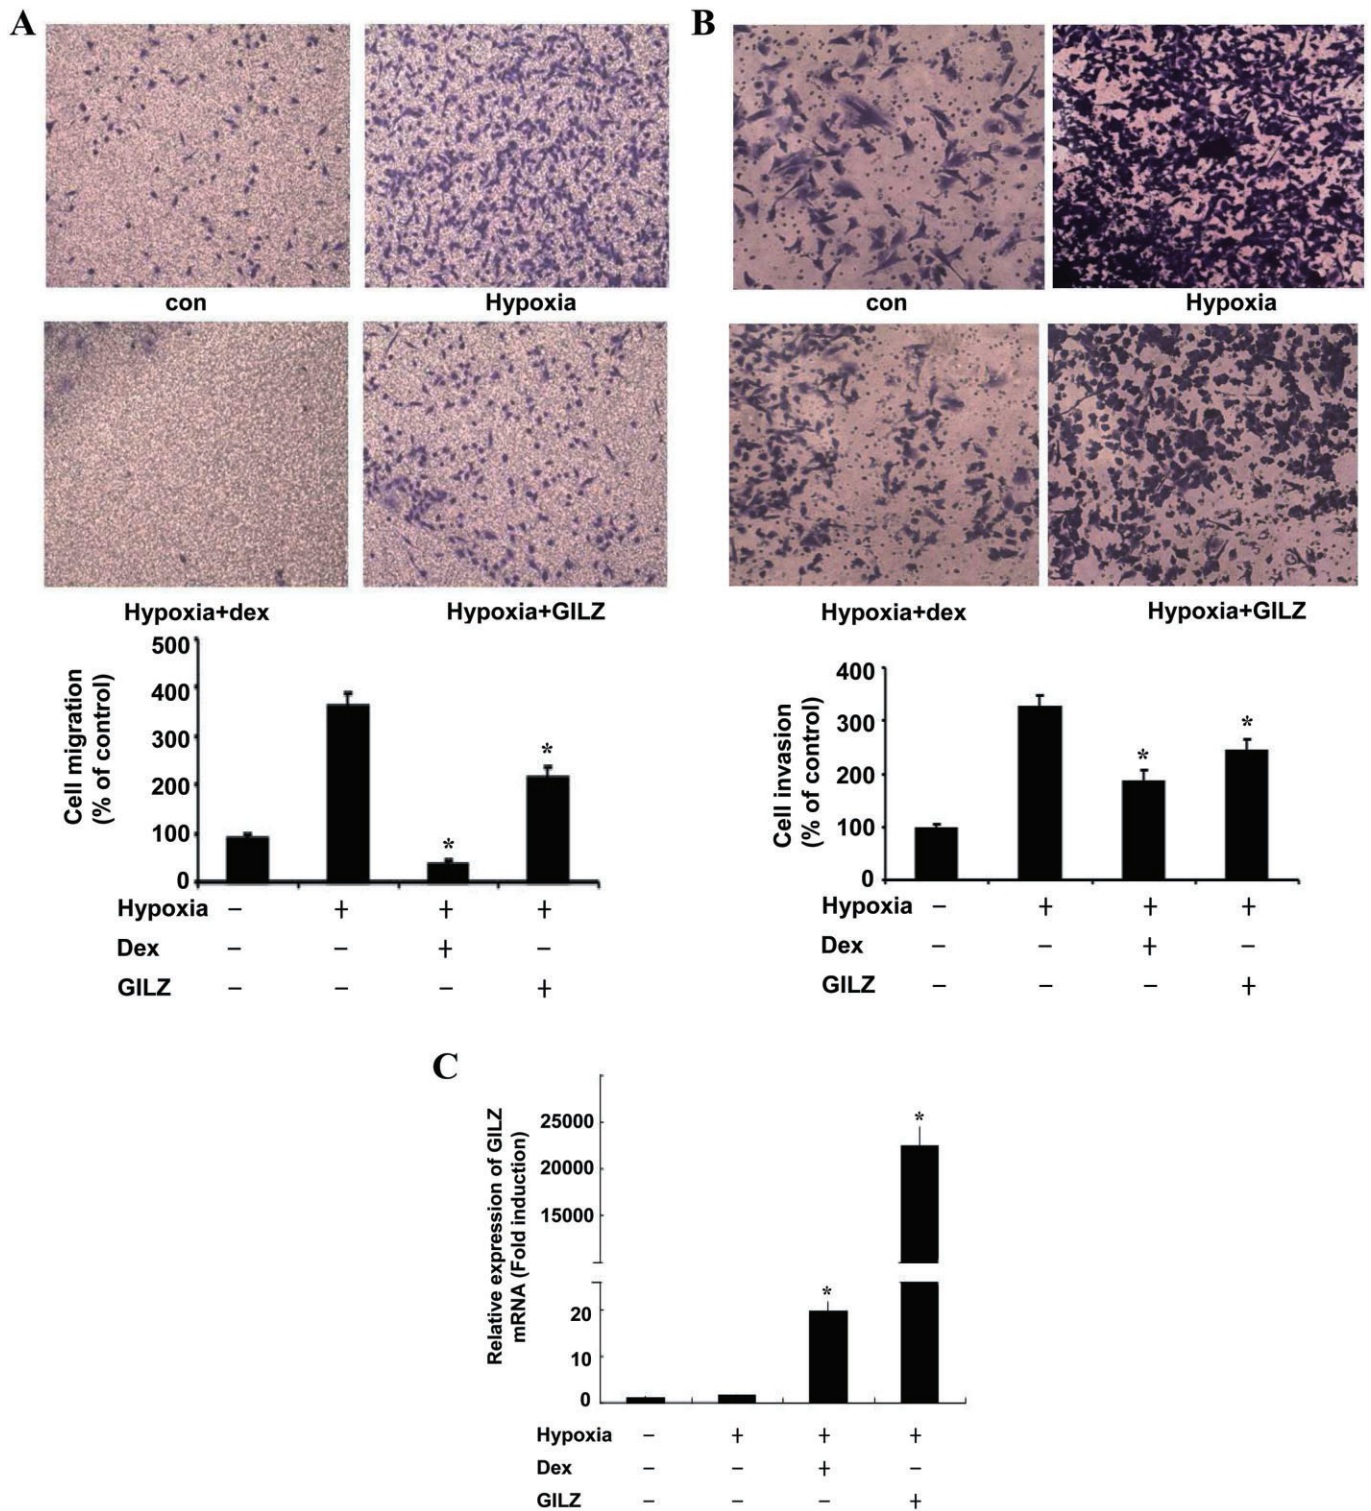 A
con
Hypoxia
Hypoxia+dex
Hypoxia+GILZ
Cell migration
(% of control)
500
400
300
200
100
0
*
*
Hypoxia – + + +
Dex – – + –
GILZ – – – +
B
con
Hypoxia
Hypoxia+dex
Hypoxia+GILZ
Cell invasion
(% of control)
400
300
200
100
0
*
*
Hypoxia – + + +
Dex – – + –
GILZ – – – +
C
Relative expression of GILZ
mRNA (Fold induction)
25000
20000
15000
20
10
0
*
*
Hypoxia – + + +
Dex – – + –
GILZ – – – +